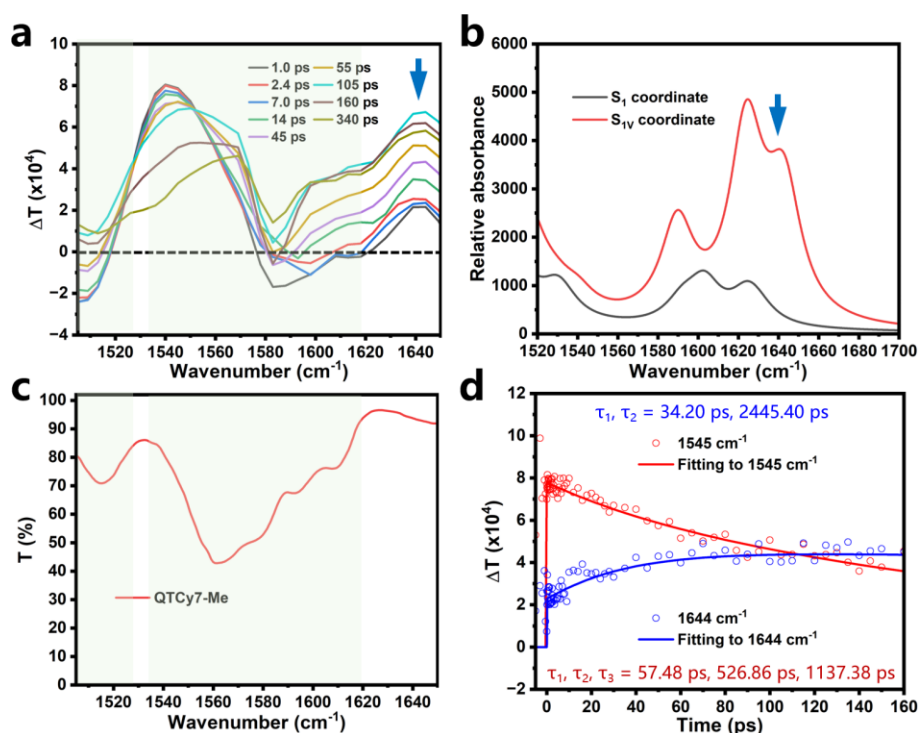 a
ΔT (x10⁴)
10
8
6
4
2
0
−2
−4
1.0 ps
2.4 ps
7.0 ps
14 ps
45 ps
55 ps
105 ps
160 ps
340 ps
1520 1540 1560 1580 1600 1620 1640
Wavenumber (cm⁻¹)
b
Relative absorbance
6000
5000
4000
3000
2000
1000
0
S₁ coordinate
S₁ᵥ coordinate
1520 1540 1560 1580 1600 1620 1640 1660 1680 1700
Wavenumber (cm⁻¹)
c
T (%)
100
90
80
70
60
50
40
30
20
10
0
QTCy7-Me
1520 1540 1560 1580 1600 1620 1640
Wavenumber (cm⁻¹)
d
ΔT (x10⁴)
12
10
8
6
4
2
0
−2
τ₁, τ₂ = 34.20 ps, 2445.40 ps
1545 cm⁻¹
Fitting to 1545 cm⁻¹
1644 cm⁻¹
Fitting to 1644 cm⁻¹
τ₁, τ₂, τ₃ = 57.48 ps, 526.86 ps, 1137.38 ps
0 20 40 60 80 100 120 140 160
Time (ps)